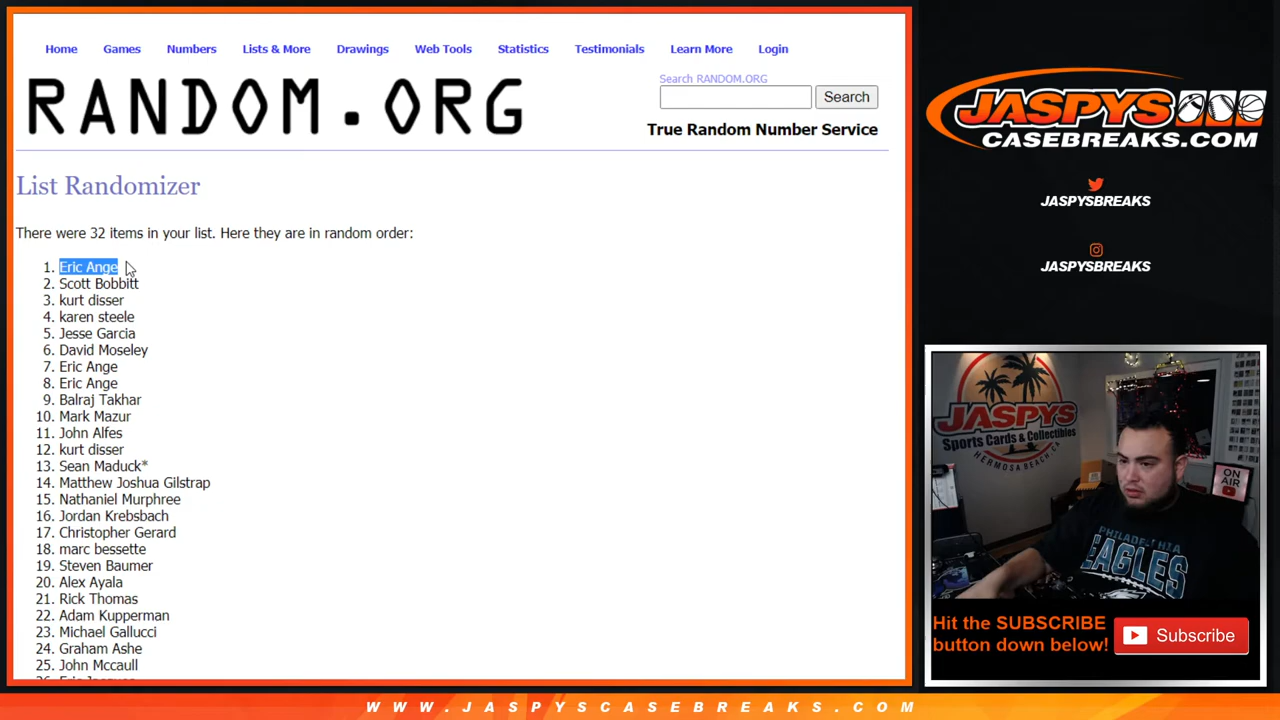 Home Games Numbers Lists & More Drawings Web Tools Statistics Testimonials Learn More Login
RANDOM.ORG
Search RANDOM.ORG
Search
True Random Number Service
List Randomizer
There were 32 items in your list. Here they are in random order:
1. Eric Ange
2. Scott Bobbitt
3. kurt disser
4. karen steele
5. Jesse Garcia
6. David Moseley
7. Eric Ange
8. Eric Ange
9. Balraj Takhar
10. Mark Mazur
11. John Alfes
12. kurt disser
13. Sean Maduck*
14. Matthew Joshua Gilstrap
15. Nathaniel Murphree
16. Jordan Krebsbach
17. Christopher Gerard
18. marc bessette
19. Steven Baumer
20. Alex Ayala
21. Rick Thomas
22. Adam Kupperman
23. Michael Gallucci
24. Graham Ashe
25. John Mccaull
JASPYS
CASEBREAKS.COM
JASPYSBREAKS
JASPYSBREAKS
JASPYS
Sports Cards & Collectibles
HERMOSA BEACH CA
ON AIR
PHILADELPHIA
EAGLES
Hit the SUBSCRIBE
button down below!
Subscribe
WWW.JASPYSCASEBREAKS.COM